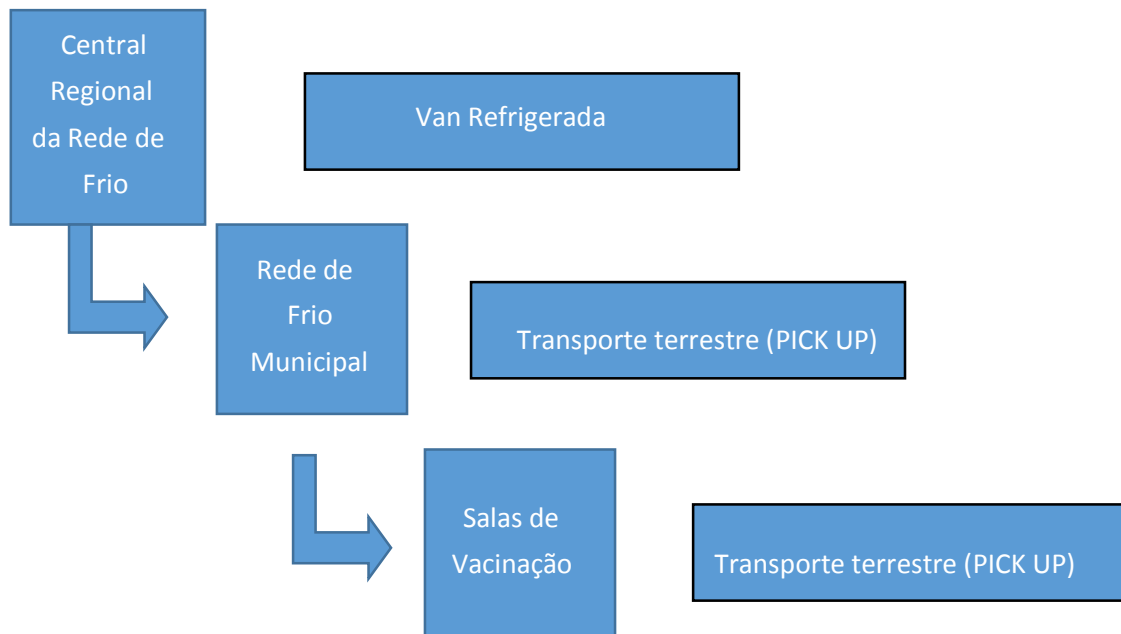 Central
Regional
da Rede de
Frio
Van Refrigerada
Rede de
Frio
Municipal
Transporte terrestre (PICK UP)
Salas de
Vacinação
Transporte terrestre (PICK UP)